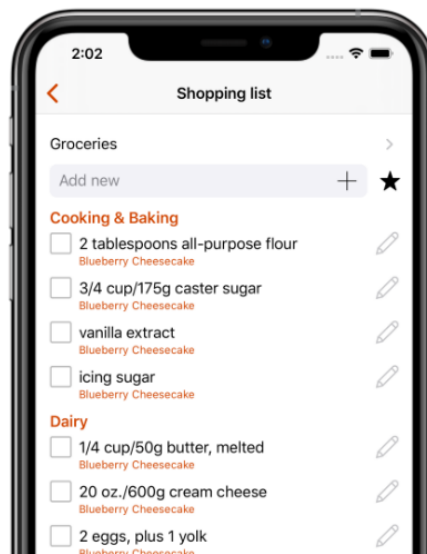 2:02
Shopping list
Groceries
Add new
Cooking & Baking
2 tablespoons all-purpose flour
Blueberry Cheesecake
3/4 cup/175g caster sugar
Blueberry Cheesecake
vanilla extract
Blueberry Cheesecake
icing sugar
Blueberry Cheesecake
Dairy
1/4 cup/50g butter, melted
Blueberry Cheesecake
20 oz./600g cream cheese
Blueberry Cheesecake
2 eggs, plus 1 yolk
Blueberry Cheesecake